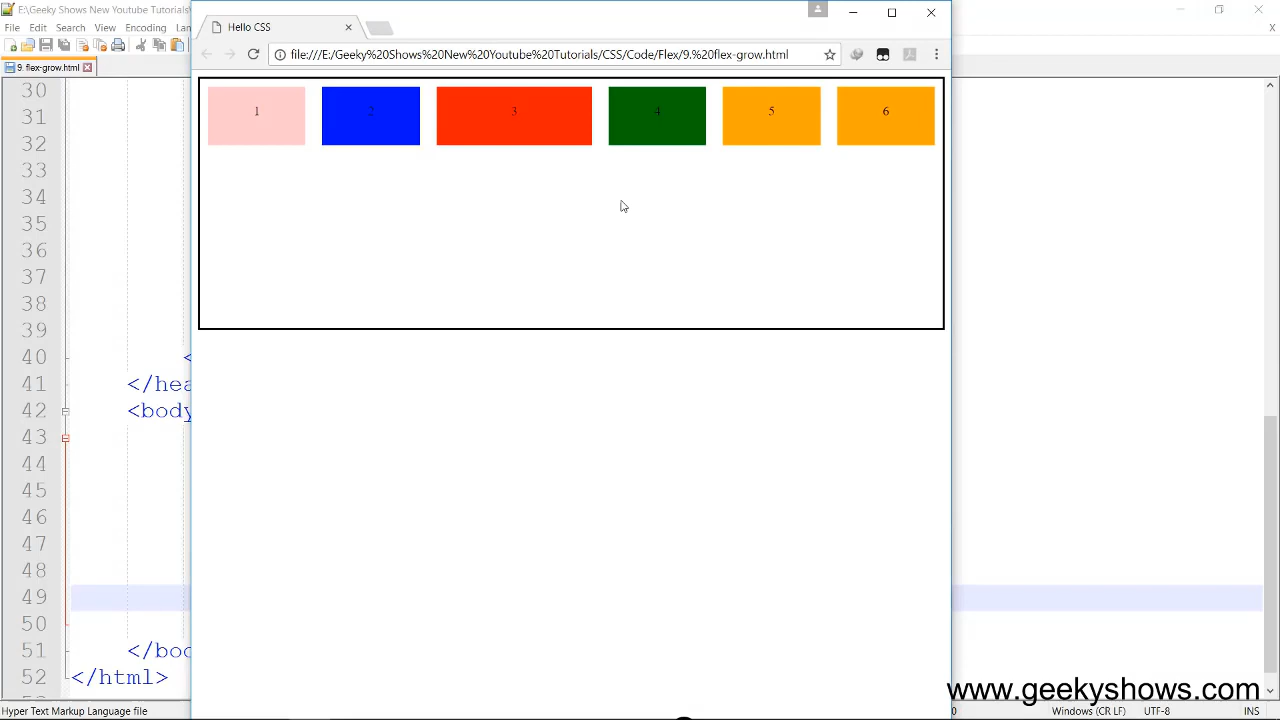 E:\Geeky Shows New Youtube Tutorials\
Hello CSS
File Edit Search View Encoding
file:///E:/Geeky%20Shows%20New%20Youtube%20Tutorials/CSS/Code/Flex/9.%20flex-grow.html
9. flex-grow.html
X
1 2 3 4 5 6
30
31
32
33
34
35
36
37
38
39
40 <
41 </hea
42 <body
43
44
45
46
47
48
49
50
51 </boo
52 </html>
www.geekyshows.com
Hyper Text Markup Language file
Windows (CR LF) UTF-8 INS